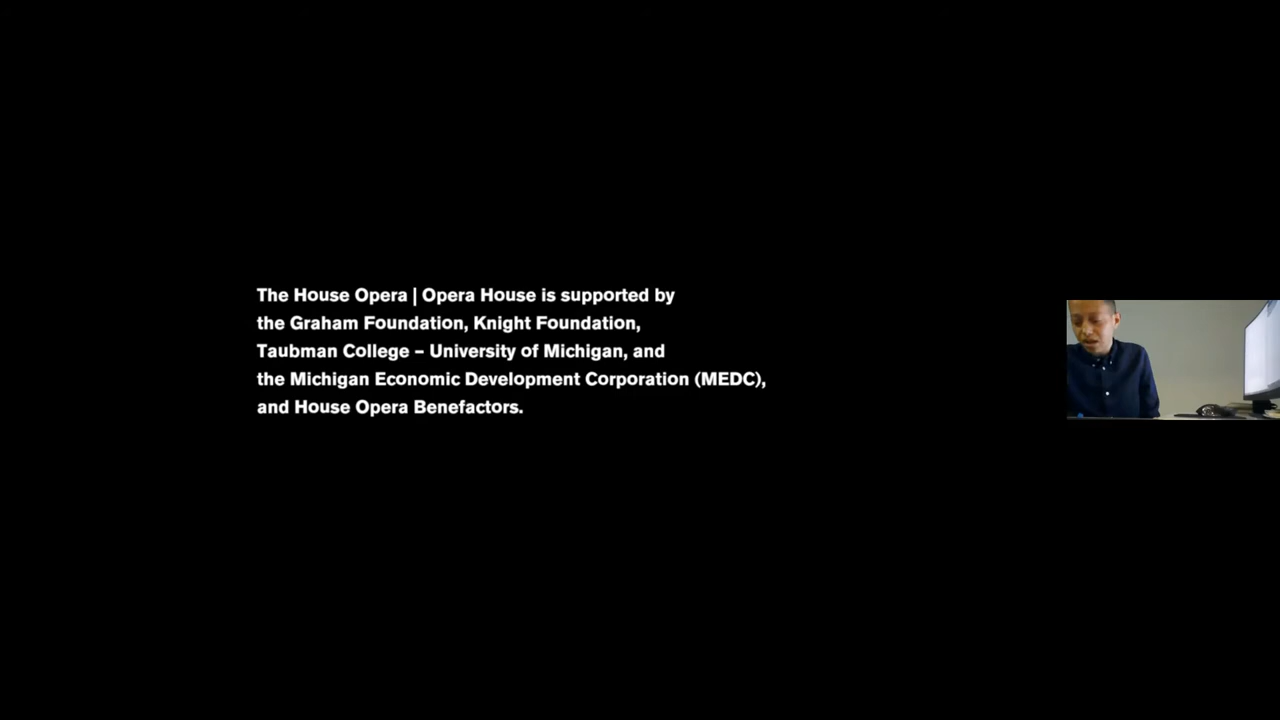 The House Opera | Opera House is supported by
the Graham Foundation, Knight Foundation,
Taubman College – University of Michigan, and
the Michigan Economic Development Corporation (MEDC),
and House Opera Benefactors.